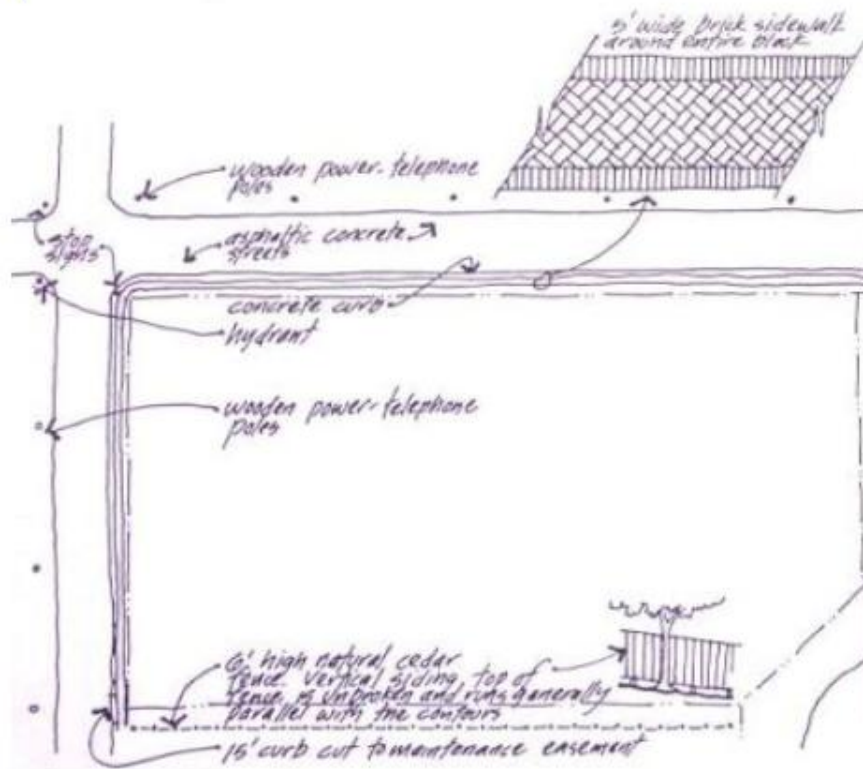 5' wide brick sidewalk
around entire block
wooden power-telephone
poles
stop
signs
asphaltic concrete
streets
concrete curb
hydrant
wooden power-telephone
poles
6' high natural cedar
fence vertical siding, top of
fence is unbroken and runs generally
parallel with the contours
15' curb cut to maintenance easement